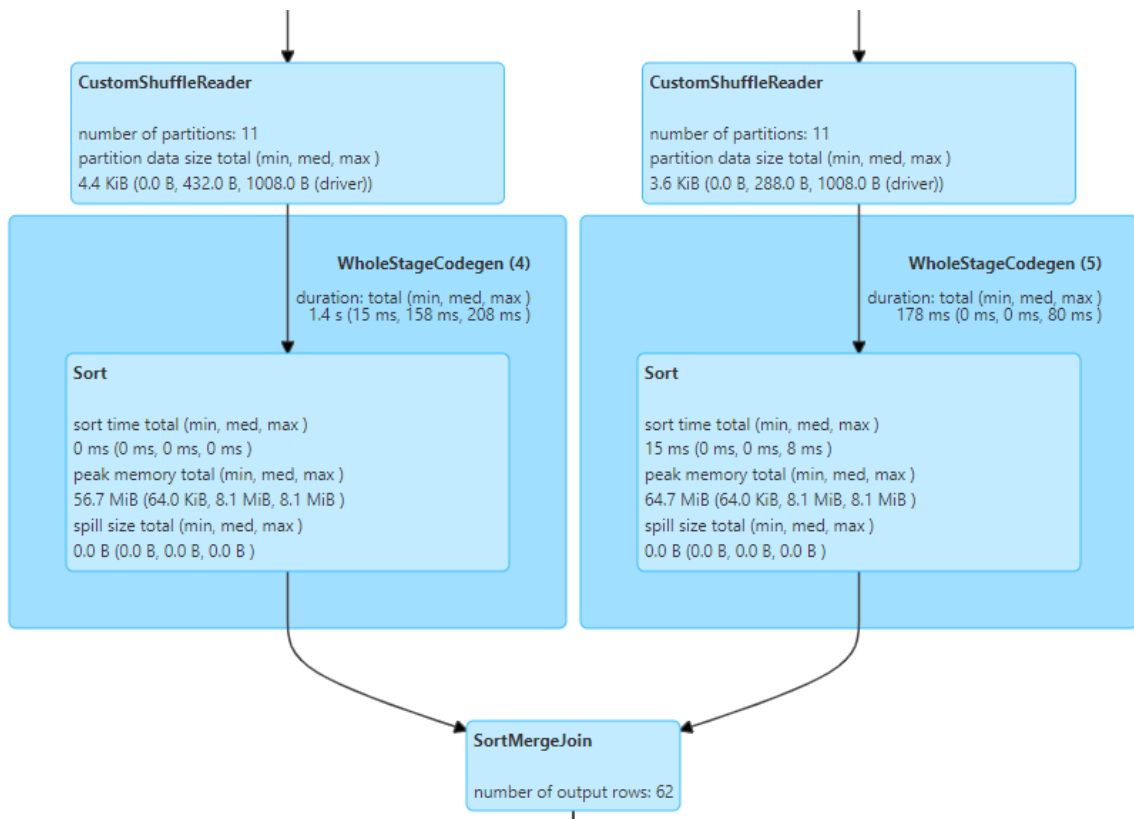 CustomShuffleReader
number of partitions: 11
partition data size total (min, med, max )
4.4 KiB (0.0 B, 432.0 B, 1008.0 B (driver))
CustomShuffleReader
number of partitions: 11
partition data size total (min, med, max )
3.6 KiB (0.0 B, 288.0 B, 1008.0 B (driver))
WholeStageCodegen (4)
duration: total (min, med, max )
1.4 s (15 ms, 158 ms, 208 ms )
Sort
sort time total (min, med, max )
0 ms (0 ms, 0 ms, 0 ms )
peak memory total (min, med, max )
56.7 MiB (64.0 KiB, 8.1 MiB, 8.1 MiB )
spill size total (min, med, max )
0.0 B (0.0 B, 0.0 B, 0.0 B )
WholeStageCodegen (5)
duration: total (min, med, max )
178 ms (0 ms, 0 ms, 80 ms )
Sort
sort time total (min, med, max )
15 ms (0 ms, 0 ms, 8 ms )
peak memory total (min, med, max )
64.7 MiB (64.0 KiB, 8.1 MiB, 8.1 MiB )
spill size total (min, med, max )
0.0 B (0.0 B, 0.0 B, 0.0 B )
SortMergeJoin
number of output rows: 62